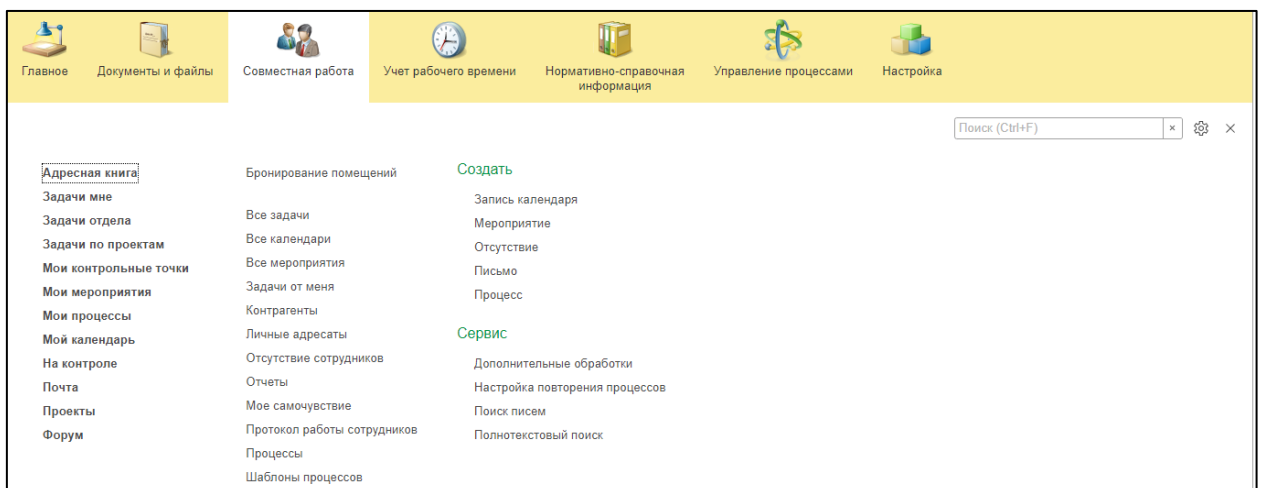 Главное
Документы и файлы
Совместная работа
Учет рабочего времени
Нормативно-справочная
информация
Управление процессами
Настройка
Поиск (Ctrl+F)
Адресная книга
Задачи мне
Задачи отдела
Задачи по проектам
Мои контрольные точки
Мои мероприятия
Мои процессы
Мой календарь
На контроле
Почта
Проекты
Форум
Бронирование помещений
Все задачи
Все календари
Все мероприятия
Задачи от меня
Контрагенты
Личные адресаты
Отсутствие сотрудников
Отчеты
Мое самочувствие
Протокол работы сотрудников
Процессы
Шаблоны процессов
Создать
Запись календаря
Мероприятие
Отсутствие
Письмо
Процесс
Сервис
Дополнительные обработки
Настройка повторения процессов
Поиск писем
Полнотекстовый поиск